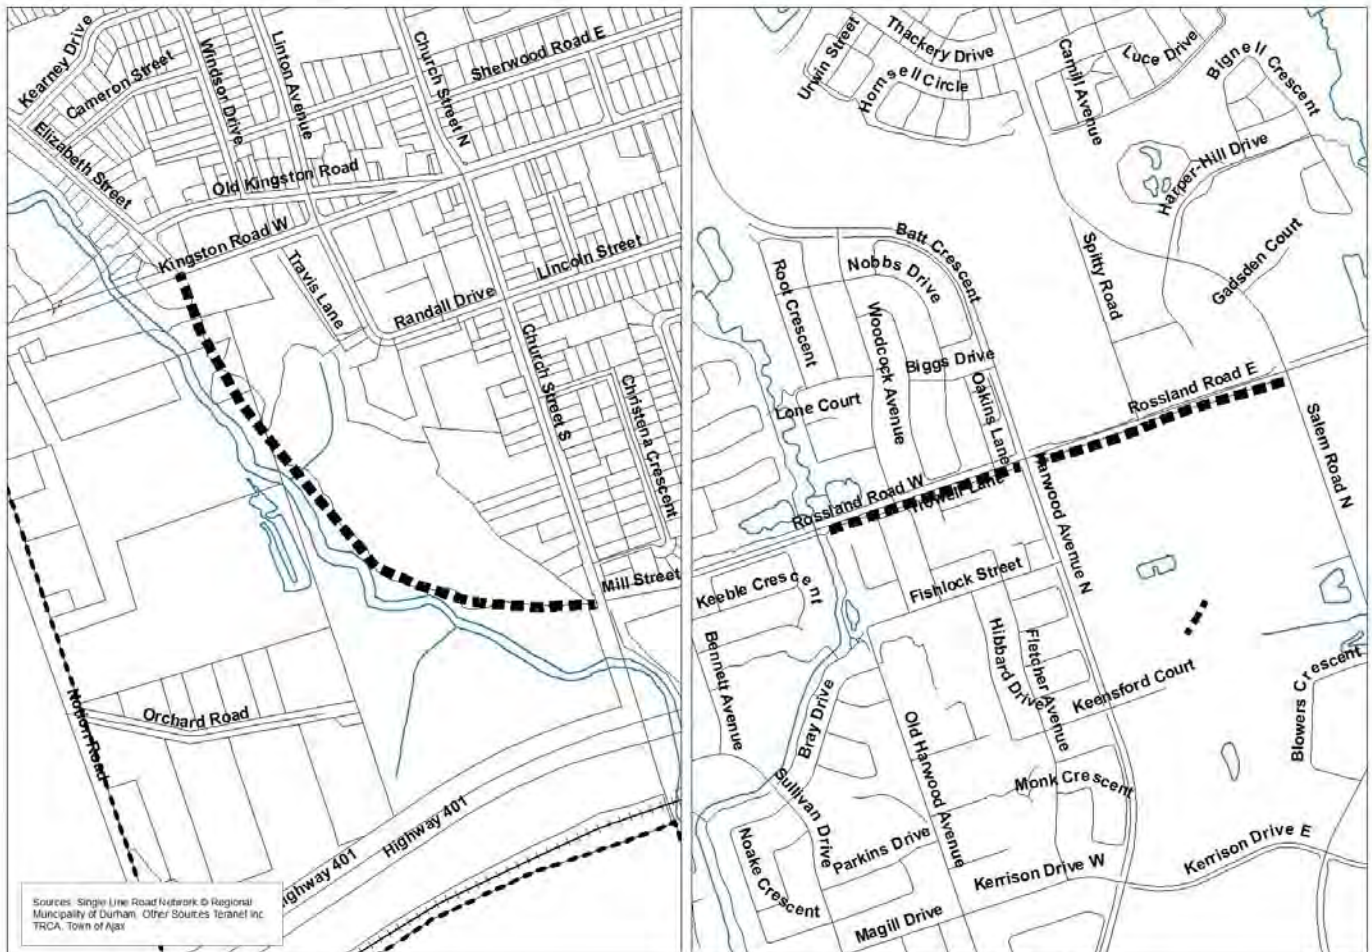 Kearney Drive
Cameron Street
Windsor Drive
Linton Avenue
Church Street N
Sherwood Road E
Elizabeth Street
Old Kingston Road
Kingston Road W
Travis Lane
Randall Drive
Lincoln Street
Church Street S
Christena Crescent
Mill Street
Orchard Road
Highway 401
Highway 401
Sources: Single Line Road Network © Regional
Municipality of Durham. Other Sources Teranet Inc.
TRCA, Town of Ajax
Urwin Street
Thackery Drive
Hornsell Circle
Carmill Avenue
Luce Drive
Bignell Crescent
Harper-Hill Drive
Gadsden Court
Spitty Road
Batt Crescent
Nobbs Drive
Root Crescent
Woodcock Avenue
Biggs Drive
Oakins Lane
Lone Court
Rossland Road E
Rossland Road W
Salem Road N
Harwood Avenue N
Keeble Crescent
Fishlock Street
Bennett Avenue
Hibbard Drive
Fletcher Avenue
Keensford Court
Bray Drive
Old Harwood Avenue
Blowers Crescent
Sullivan Drive
Monk Crescent
Noake Crescent
Parkins Drive
Kerrison Drive W
Kerrison Drive E
Magill Drive